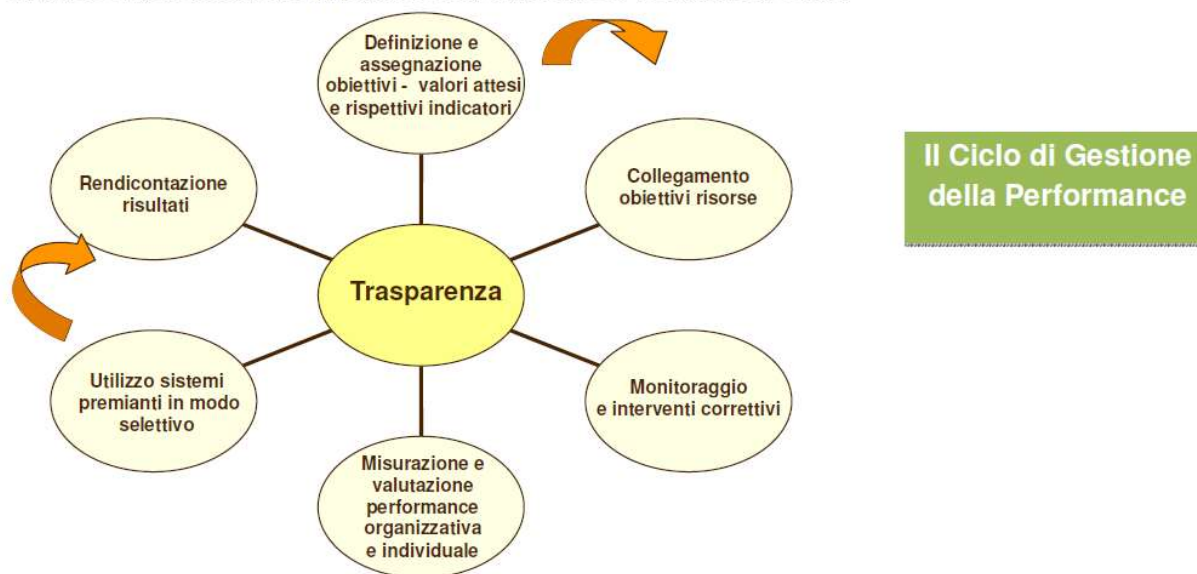 Definizione e
assegnazione
obiettivi - valori attesi
e rispettivi indicatori
Collegamento
obiettivi risorse
Monitoraggio
e interventi correttivi
Misurazione e
valutazione
performance
organizzativa
e individuale
Utilizzo sistemi
premianti in modo
selettivo
Rendicontazione
risultati
Trasparenza
Il Ciclo di Gestione
della Performance